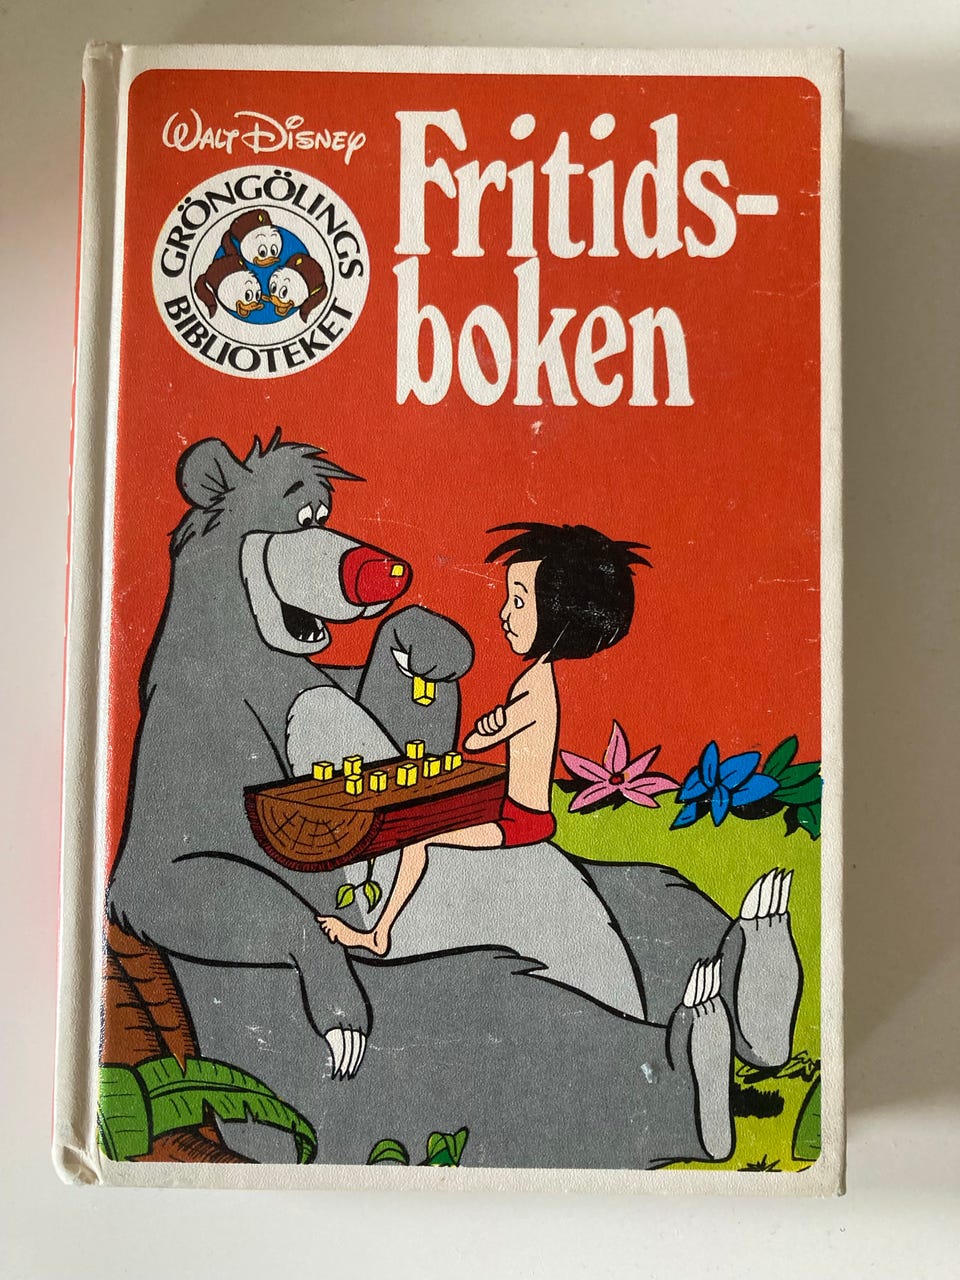 WALT DISNEY
GRÖNGÖLINGS
BIBLIOTEKET
Fritids-
boken